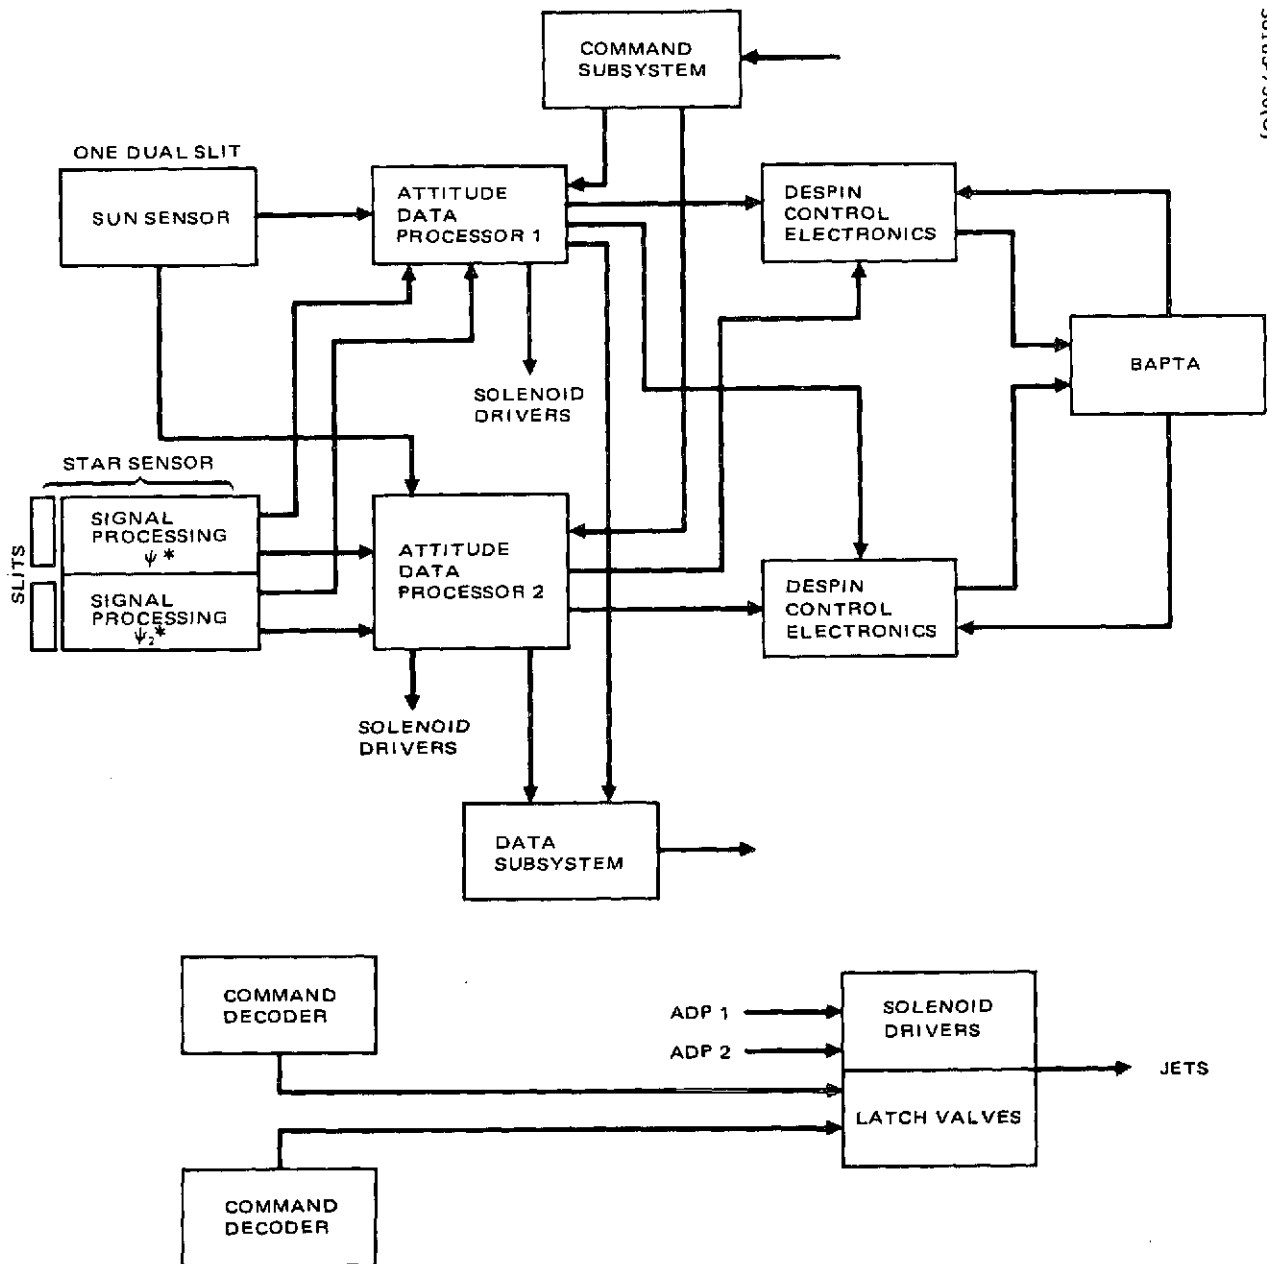 COMMAND
SUBSYSTEM
ONE DUAL SLIT
SUN SENSOR
ATTITUDE
DATA
PROCESSOR 1
DESPIN
CONTROL
ELECTRONICS
BAPTA
SOLENOID
DRIVERS
STAR SENSOR
SLITS
SIGNAL
PROCESSING
ψ *
SIGNAL
PROCESSING
ψ₂*
ATTITUDE
DATA
PROCESSOR 2
DESPIN
CONTROL
ELECTRONICS
SOLENOID
DRIVERS
DATA
SUBSYSTEM
COMMAND
DECODER
ADP 1
ADP 2
SOLENOID
DRIVERS
LATCH VALVES
JETS
COMMAND
DECODER